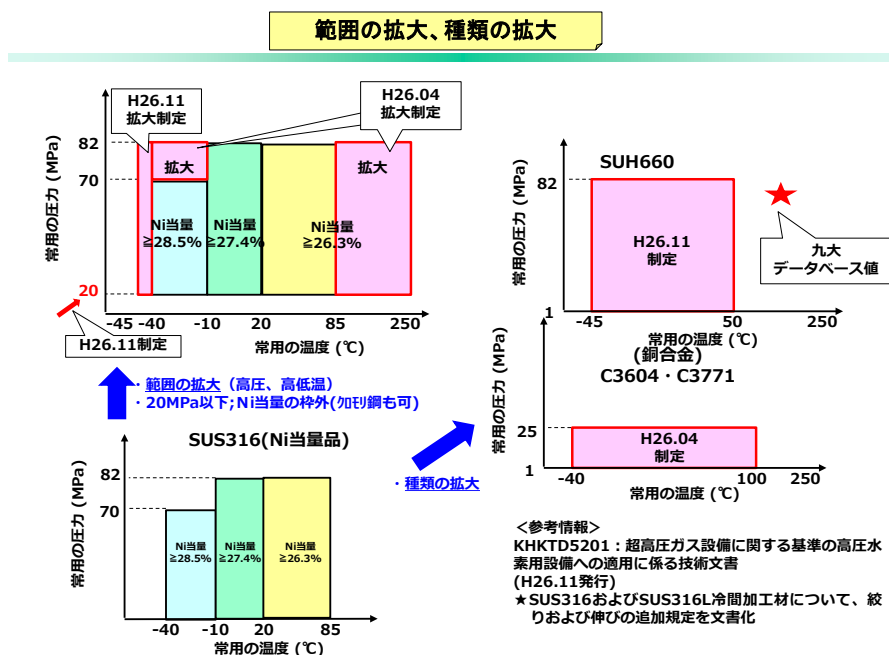 範囲の拡大、種類の拡大
H26.11
拡大制定
H26.04
拡大制定
常用の圧力 (MPa)
82
70
20
拡大
拡大
Ni当量
≧28.5%
Ni当量
≧27.4%
Ni当量
≧26.3%
-45
-40
-10
20
85
250
常用の温度 (℃)
H26.11制定
・範囲の拡大（高圧、高低温）
・20MPa以下;Ni当量の枠外(ｸﾛﾓﾘ鋼も可)
SUS316(Ni当量品)
常用の圧力 (MPa)
82
70
Ni当量
≧28.5%
Ni当量
≧27.4%
Ni当量
≧26.3%
-40
-10
20
85
常用の温度 (℃)
・種類の拡大
SUH660
常用の圧力 (MPa)
82
1
H26.11
制定
九大
データベース値
-45
50
250
常用の温度 (℃)
(銅合金)
C3604・C3771
常用の圧力 (MPa)
25
1
H26.04
制定
-40
100
250
常用の温度 (℃)
＜参考情報＞
KHKTD5201：超高圧ガス設備に関する基準の高圧水
素用設備への適用に係る技術文書
(H26.11発行)
★SUS316およびSUS316L冷間加工材について、絞
りおよび伸びの追加規定を文書化